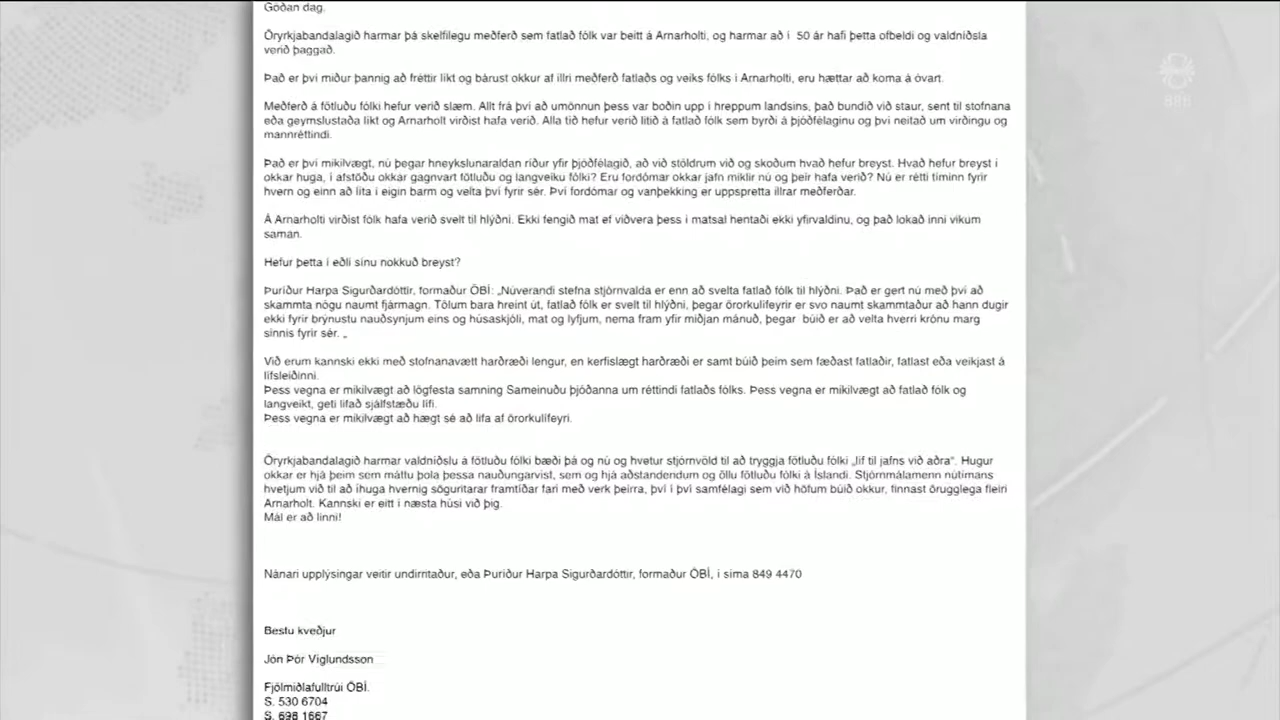 Góðan dag.
Öryrkjabandalagið harmar þá skelfilegu meðferð sem fatlað fólk var beitt á Arnarholti, og harmar að í 50 ár hafi þetta ofbeldi og valdníðsla
verið þaggað.
Það er því miður þannig að fréttir líkt og bárust okkur af illri meðferð fatlaðs og veiks fólks í Arnarholti, eru hættar að koma á óvart.
Meðferð á fötluðu fólki hefur verið slæm. Allt frá því að umönnun þess var boðin upp í hreppum landsins, það bundið við staur, sent til stofnana
eða geymslustaða líkt og Arnarholt virðist hafa verið. Alla tíð hefur verið litið á fatlað fólk sem byrði á þjóðfélaginu og því neitað um virðingu og
mannréttindi.
Það er því mikilvægt, nú þegar hneykslunaraldan ríður yfir þjóðfélagið, að við stöldrum við og skoðum hvað hefur breyst. Hvað hefur breyst í
okkar huga, í afstöðu okkar gagnvart fötluðu og langveiku fólki? Eru fordómar okkar jafn miklir nú og þeir hafa verið? Nú er rétti tíminn fyrir
hvern og einn að líta í eigin barm og velta því fyrir sér. Því fordómar og vanþekking er uppspretta illrar meðferðar.
Á Arnarholti virðist fólk hafa verið svelt til hlýðni. Ekki fengið mat ef viðvera þess í matsal hentaði ekki yfirvaldinu, og það lokað inni vikum
saman.
Hefur þetta í eðli sínu nokkuð breyst?
Þuríður Harpa Sigurðardóttir, formaður ÖBÍ: „Núverandi stefna stjórnvalda er enn að svelta fatlað fólk til hlýðni. Það er gert nú með því að
skammta nógu naumt fjármagn. Tölum bara hreint út, fatlað fólk er svelt til hlýðni, þegar örorkulífeyrir er svo naumt skammtaður að hann dugir
ekki fyrir brýnustu nauðsynjum eins og húsaskjóli, mat og lyfjum, nema fram yfir miðjan mánuð, þegar búið er að velta hverri krónu marg
sinnis fyrir sér. „
Við erum kannski ekki með stofnanavætt harðræði lengur, en kerfislægt harðræði er samt búið þeim sem fæðast fatlaðir, fatlast eða veikjast á
lífsleiðinni.
Þess vegna er mikilvægt að lögfesta samning Sameinuðu þjóðanna um réttindi fatlaðs fólks. Þess vegna er mikilvægt að fatlað fólk og
langveikt, geti lifað sjálfstæðu lífi.
Þess vegna er mikilvægt að hægt sé að lifa af örorkulífeyri.
Öryrkjabandalagið harmar valdníðslu á fötluðu fólki bæði þá og nú og hvetur stjórnvöld til að tryggja fötluðu fólki „líf til jafns við aðra“. Hugur
okkar er hjá þeim sem máttu þola þessa nauðungarvist, sem og hjá aðstandendum og öllu fötluðu fólki á Íslandi. Stjórnmálamenn nútímans
hvetjum við til að íhuga hvernig söguritarar framtíðar fari með verk þeirra, því í því samfélagi sem við höfum búið okkur, finnast örugglega fleiri
Arnarholt. Kannski er eitt í næsta húsi við þig.
Mál er að linni!
Nánari upplýsingar veitir undirritaður, eða Þuríður Harpa Sigurðardóttir, formaður ÖBÍ, í síma 849 4470
Bestu kveðjur
Jón Þór Víglundsson
Fjölmiðlafulltrúi ÖBÍ.
S. 530 6704
S. 698 1667